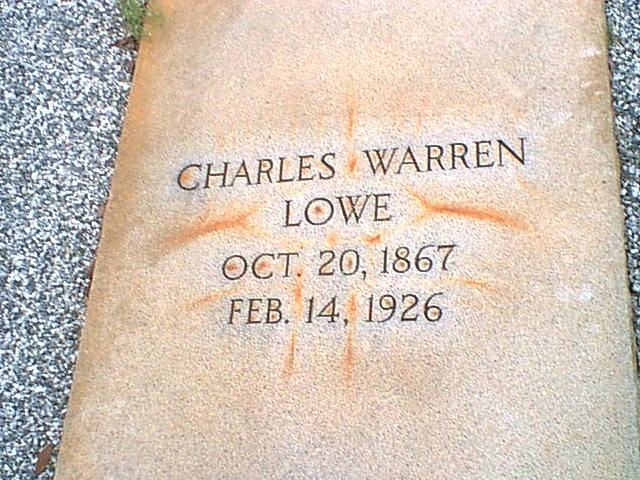 CHARLES WARREN
LOWE
OCT. 20, 1867
FEB. 14, 1926